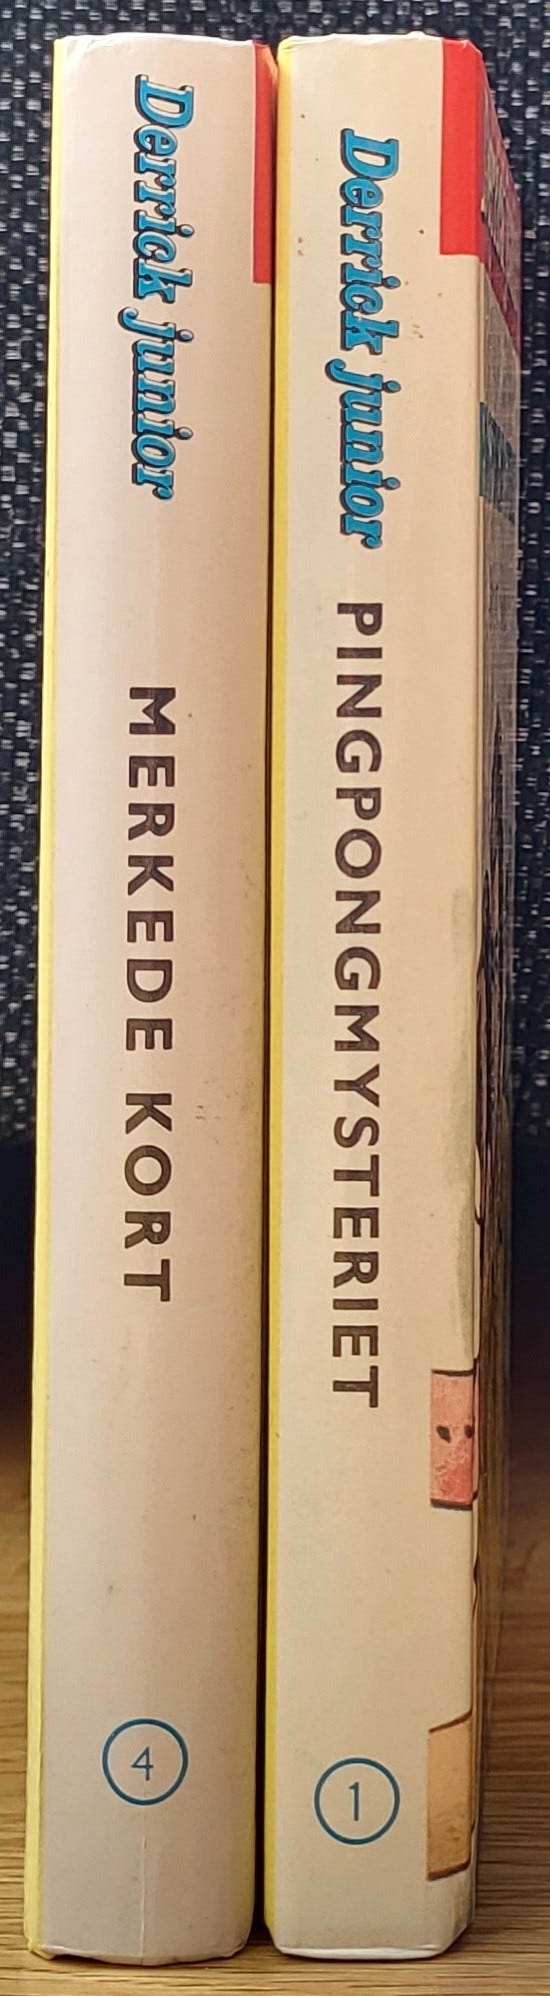 Derrick junior
MERKEDE KORT
4
Derrick junior
PINGPONGMYSTERIET
1